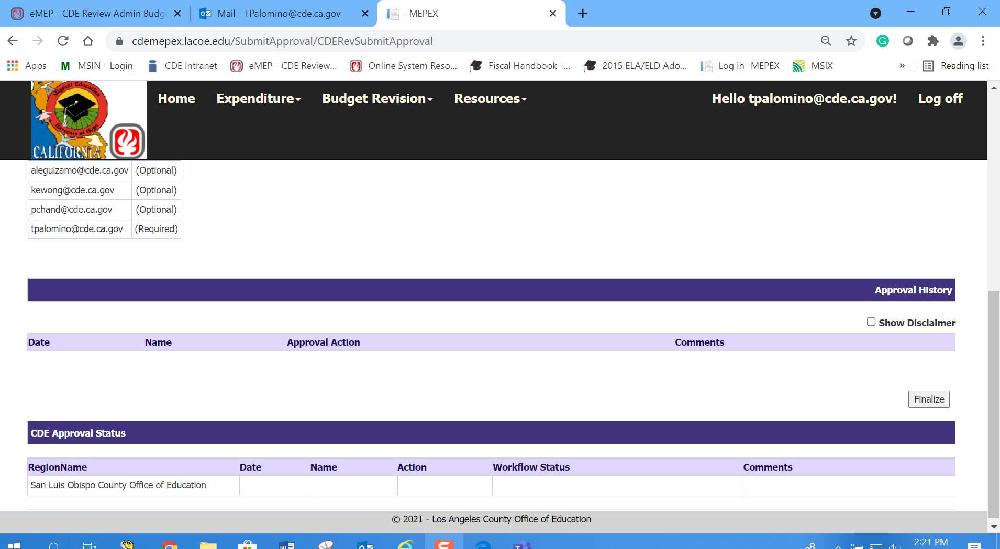 eMEP - CDE Review Admin Budg
Mail - TPalomino@cde.ca.gov
-MEPEX
cdemepex.lacoe.edu/SubmitApproval/CDERevSubmitApproval
Apps
M MSIN - Login
CDE Intranet
eMEP - CDE Review...
Online System Reso...
Fiscal Handbook -...
2015 ELA/ELD Ado...
Log in -MEPEX
MSIX
»
Reading list
Migrant Education
Harvests of Hope
CALIFORNIA
Home
Expenditure
Budget Revision
Resources
Hello tpalomino@cde.ca.gov!
Log off
aleguizamo@cde.ca.gov (Optional)
kewong@cde.ca.gov (Optional)
pchand@cde.ca.gov (Optional)
tpalomino@cde.ca.gov (Required)
Approval History
Show Disclaimer
Date Name Approval Action Comments
Finalize
CDE Approval Status
RegionName Date Name Action Workflow Status Comments
San Luis Obispo County Office of Education
© 2021 - Los Angeles County Office of Education
2:21 PM